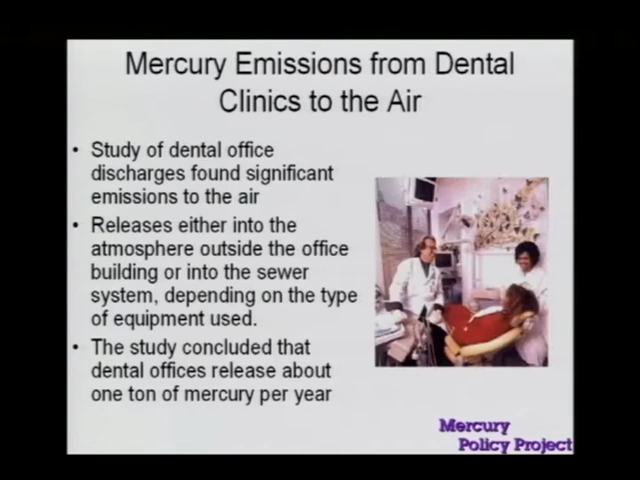 Mercury Emissions from Dental
Clinics to the Air
• Study of dental office
discharges found significant
emissions to the air
• Releases either into the
atmosphere outside the office
building or into the sewer
system, depending on the type
of equipment used.
• The study concluded that
dental offices release about
one ton of mercury per year
Mercury
Policy Project